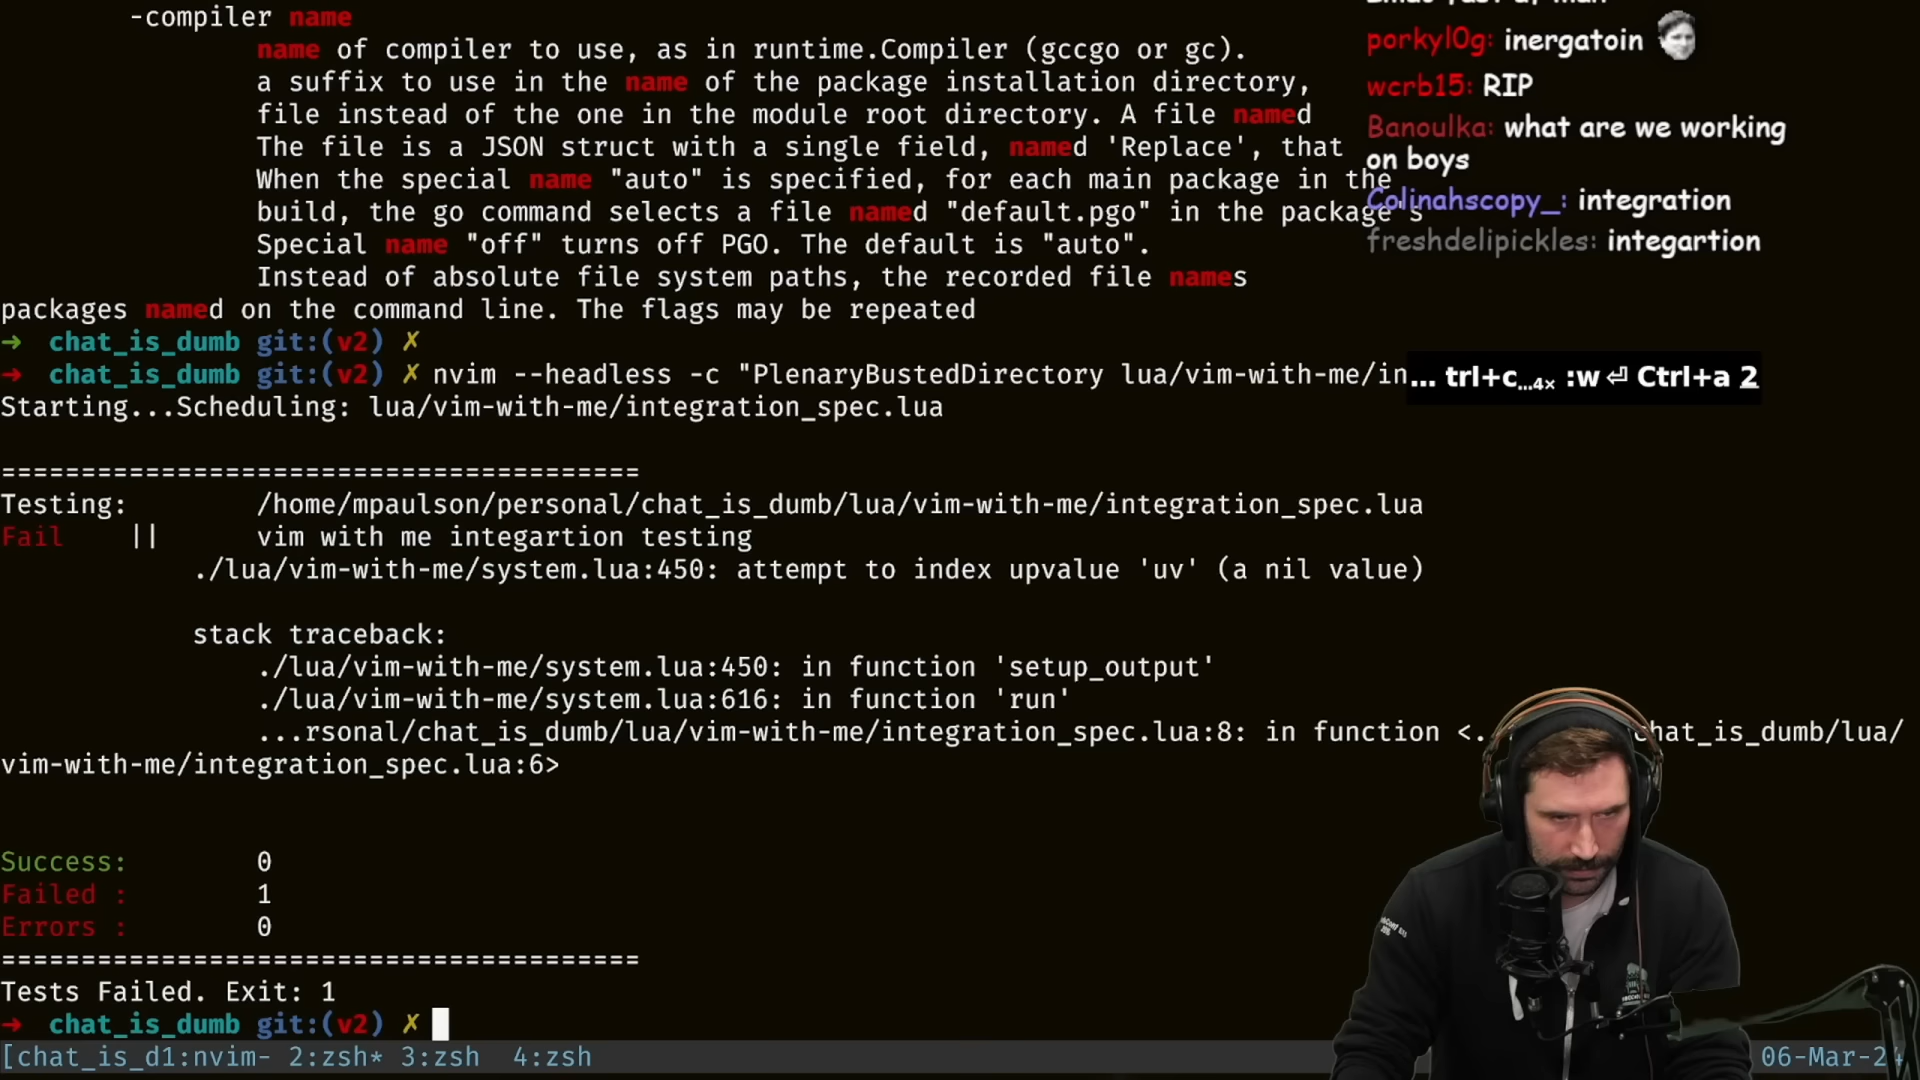 -compiler name
name of compiler to use, as in runtime.Compiler (gccgo or gc).
a suffix to use in the name of the package installation directory,
file instead of the one in the module root directory. A file named
The file is a JSON struct with a single field, named 'Replace', that
When the special name "auto" is specified, for each main package in the
build, the go command selects a file named "default.pgo" in the package's
Special name "off" turns off PGO. The default is "auto".
Instead of absolute file system paths, the recorded file names
packages named on the command line. The flags may be repeated
→ chat_is_dumb git:(v2) ✗
→ chat_is_dumb git:(v2) ✗ nvim --headless -c "PlenaryBustedDirectory lua/vim-with-me/in
Starting...Scheduling: lua/vim-with-me/integration_spec.lua
========================================
Testing: /home/mpaulson/personal/chat_is_dumb/lua/vim-with-me/integration_spec.lua
Fail || vim with me integartion testing
./lua/vim-with-me/system.lua:450: attempt to index upvalue 'uv' (a nil value)
stack traceback:
./lua/vim-with-me/system.lua:450: in function 'setup_output'
./lua/vim-with-me/system.lua:616: in function 'run'
...rsonal/chat_is_dumb/lua/vim-with-me/integration_spec.lua:8: in function <. chat_is_dumb/lua/
vim-with-me/integration_spec.lua:6>
Success: 0
Failed : 1
Errors : 0
========================================
Tests Failed. Exit: 1
→ chat_is_dumb git:(v2) ✗
[chat_is_d1:nvim- 2:zsh* 3:zsh 4:zsh
06-Mar-24
porkyl0g: inergatoin
wcrb15: RIP
Banoulka: what are we working
on boys
Colinahscopy_: integration
freshdelipickles: integartion
... trl+c...4× :w⏎ Ctrl+a 2